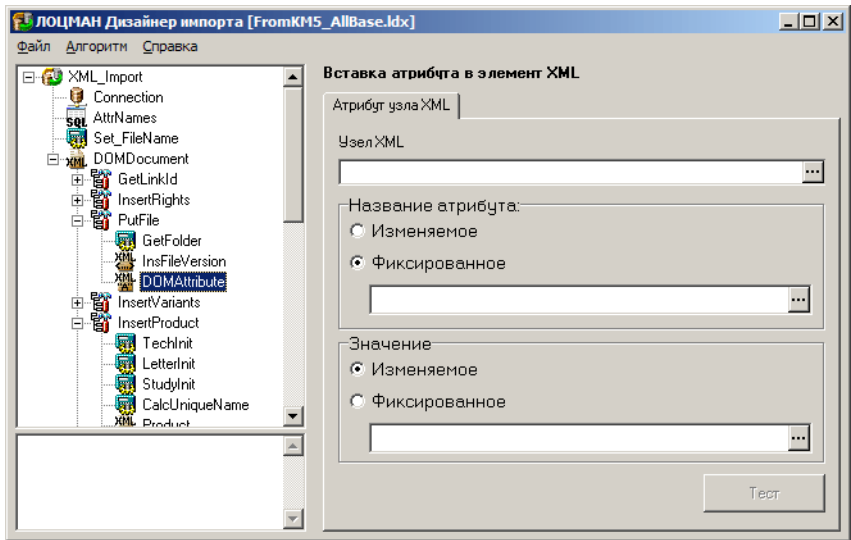 ЛОЦМАН Дизайнер импорта [FromKM5_AllBase.ldx]
Файл Алгоритм Справка
XML_Import
Connection
AttrNames
Set_FileName
DOMDocument
GetLinkId
InsertRights
PutFile
GetFolder
InsFileVersion
DOMAttribute
InsertVariants
InsertProduct
TechInit
LetterInit
StudyInit
CalcUniqueName
Product
Вставка атрибута в элемент XML
Атрибут узла XML
Узел XML
...
Название атрибута:
Изменяемое
Фиксированное
...
Значение
Изменяемое
Фиксированное
...
Тест